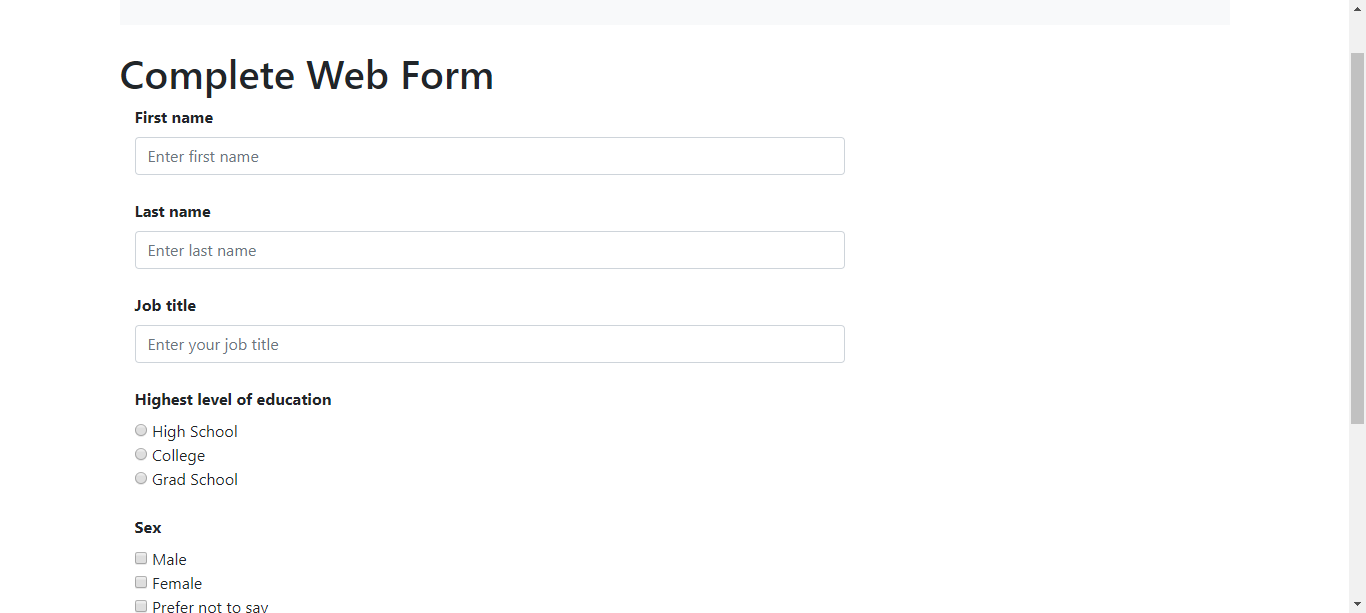 Complete Web Form
First name
Enter first name
Last name
Enter last name
Job title
Enter your job title
Highest level of education
High School
College
Grad School
Sex
Male
Female
Prefer not to say